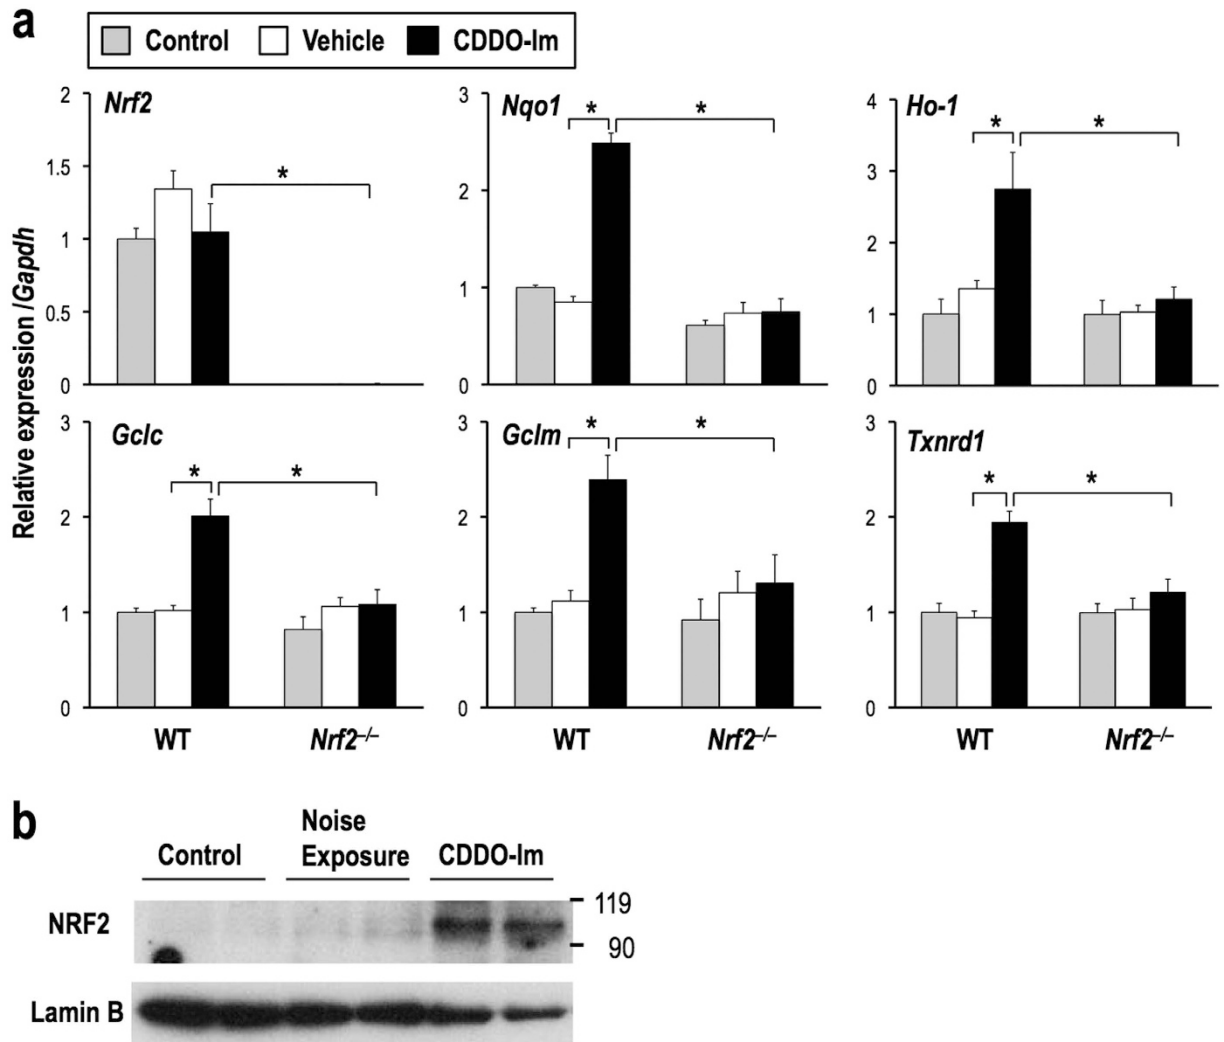 a
Control Vehicle CDDO-Im
Relative expression /Gapdh
Nrf2
2
1.5
1
0.5
0
*
Nqo1
3
2
1
0
* *
Ho-1
4
3
2
1
0
* *
Gclc
3
2
1
0
* *
WT Nrf2–/–
Gclm
3
2
1
0
* *
WT Nrf2–/–
Txnrd1
3
2
1
0
* *
WT Nrf2–/–
b
Control
Noise
Exposure
CDDO-Im
NRF2
119
90
Lamin B